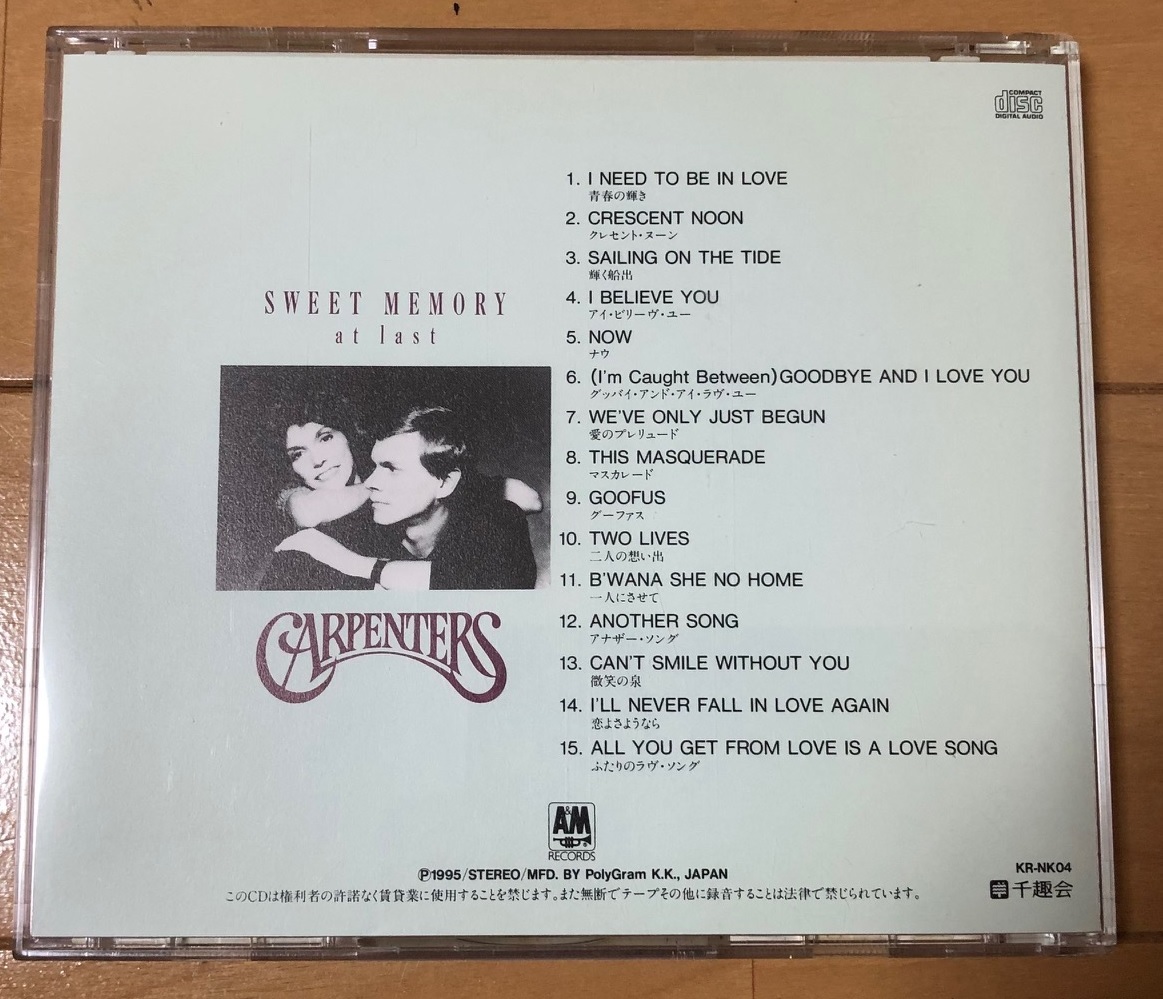 COMPACT
disc
DIGITAL AUDIO
SWEET MEMORY
at last
CARPENTERS
1. I NEED TO BE IN LOVE
青春の輝き
2. CRESCENT NOON
クレセント・ヌーン
3. SAILING ON THE TIDE
輝く船出
4. I BELIEVE YOU
アイ・ビリーヴ・ユー
5. NOW
ナウ
6. (I'm Caught Between)GOODBYE AND I LOVE YOU
グッバイ・アンド・アイ・ラヴ・ユー
7. WE'VE ONLY JUST BEGUN
愛のプレリュード
8. THIS MASQUERADE
マスカレード
9. GOOFUS
グーファス
10. TWO LIVES
二人の想い出
11. B'WANA SHE NO HOME
一人にさせて
12. ANOTHER SONG
アナザー・ソング
13. CAN'T SMILE WITHOUT YOU
微笑の泉
14. I'LL NEVER FALL IN LOVE AGAIN
恋よさようなら
15. ALL YOU GET FROM LOVE IS A LOVE SONG
ふたりのラヴ・ソング
A&M
RECORDS
Ⓟ1995/STEREO/MFD. BY PolyGram K.K., JAPAN
このCDは権利者の許諾なく賃貸業に使用することを禁じます。また無断でテープその他に録音することは法律で禁じられています。
KR-NK04
千趣会